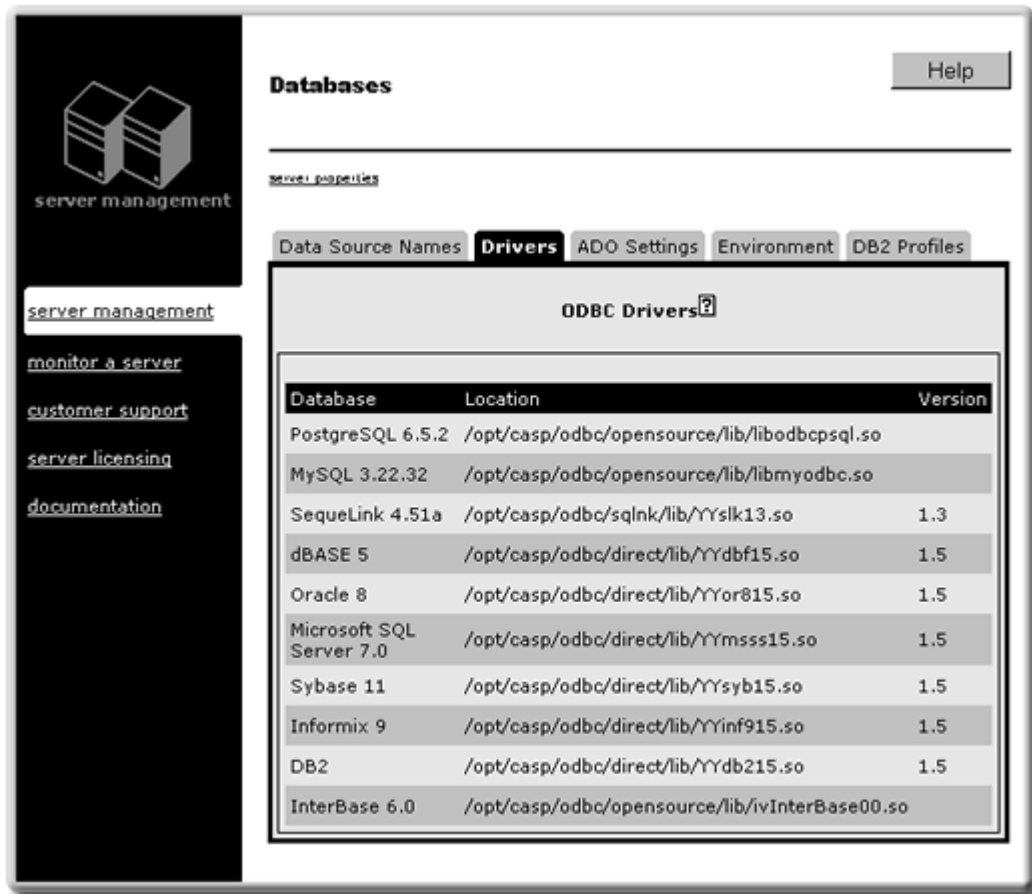 server management
server management
monitor a server
customer support
server licensing
documentation
Databases
Help
server properties
Data Source Names Drivers ADO Settings Environment DB2 Profiles
ODBC Drivers?
Database Location Version
PostgreSQL 6.5.2 /opt/casp/odbc/opensource/lib/libodbcpsql.so
MySQL 3.22.32 /opt/casp/odbc/opensource/lib/libmyodbc.so
SequeLink 4.51a /opt/casp/odbc/sqlnk/lib/YYslk13.so 1.3
dBASE 5 /opt/casp/odbc/direct/lib/YYdbf15.so 1.5
Oracle 8 /opt/casp/odbc/direct/lib/YYor815.so 1.5
Microsoft SQL
Server 7.0 /opt/casp/odbc/direct/lib/YYmsss15.so 1.5
Sybase 11 /opt/casp/odbc/direct/lib/YYsyb15.so 1.5
Informix 9 /opt/casp/odbc/direct/lib/YYinf915.so 1.5
DB2 /opt/casp/odbc/direct/lib/YYdb215.so 1.5
InterBase 6.0 /opt/casp/odbc/opensource/lib/ivInterBase00.so